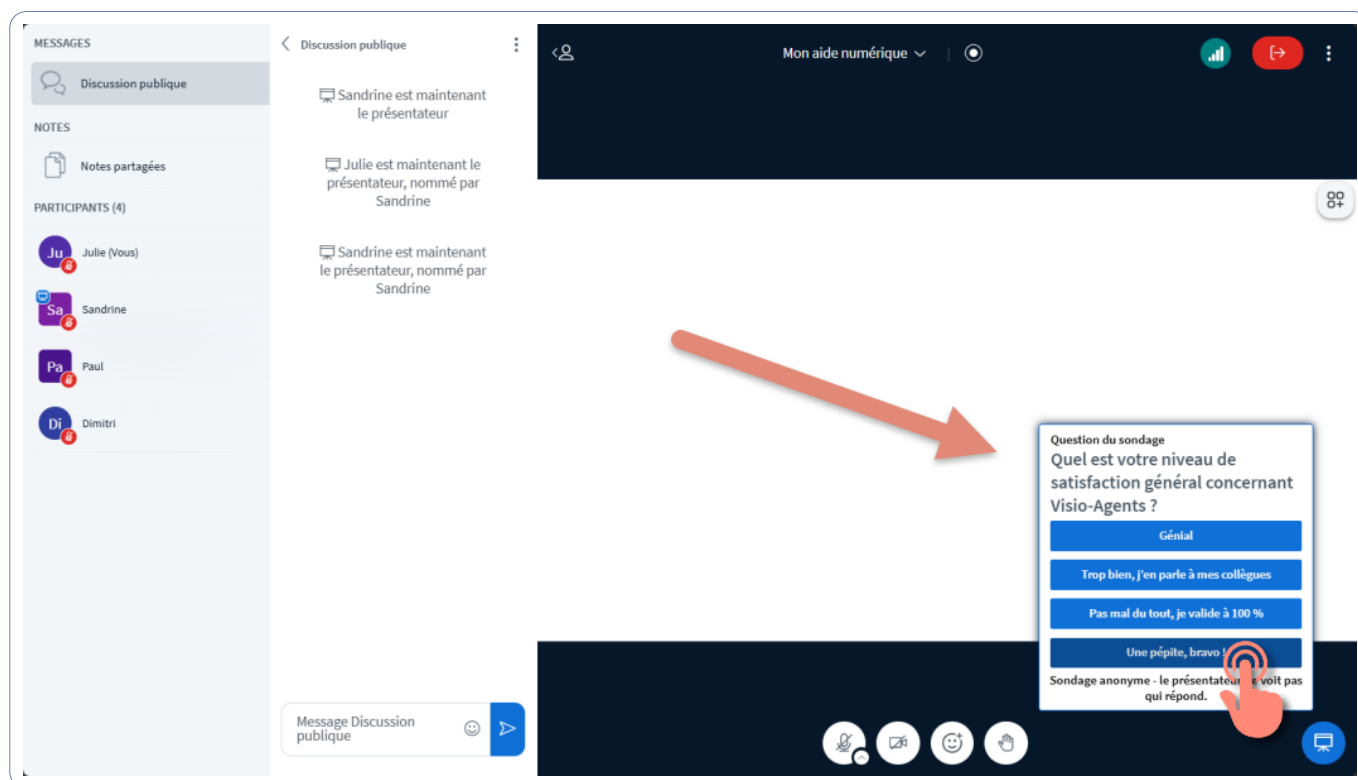 MESSAGES
Discussion publique
NOTES
Notes partagées
PARTICIPANTS (4)
Ju
Julie (Vous)
Sa
Sandrine
Pa
Paul
Di
Dimitri
Discussion publique
Sandrine est maintenant
le présentateur
Julie est maintenant le
présentateur, nommé par
Sandrine
Sandrine est maintenant
le présentateur, nommé par
Sandrine
Message Discussion
publique
Mon aide numérique
Question du sondage
Quel est votre niveau de
satisfaction général concernant
Visio-Agents ?
Génial
Trop bien, j'en parle à mes collègues
Pas mal du tout, je valide à 100 %
Une pépite, bravo !
Sondage anonyme - le présentateur voit pas
qui répond.